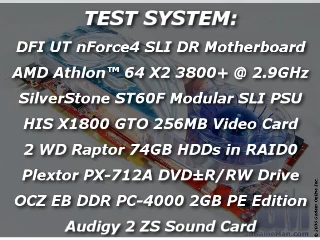 TEST SYSTEM:
DFI UT nForce4 SLI DR Motherboard
AMD Athlon™ 64 X2 3800+ @ 2.9GHz
SilverStone ST60F Modular SLI PSU
HIS X1800 GTO 256MB Video Card
2 WD Raptor 74GB HDDs in RAID0
Plextor PX-712A DVD±R/RW Drive
OCZ EB DDR PC-4000 2GB PE Edition
Audigy 2 ZS Sound Card